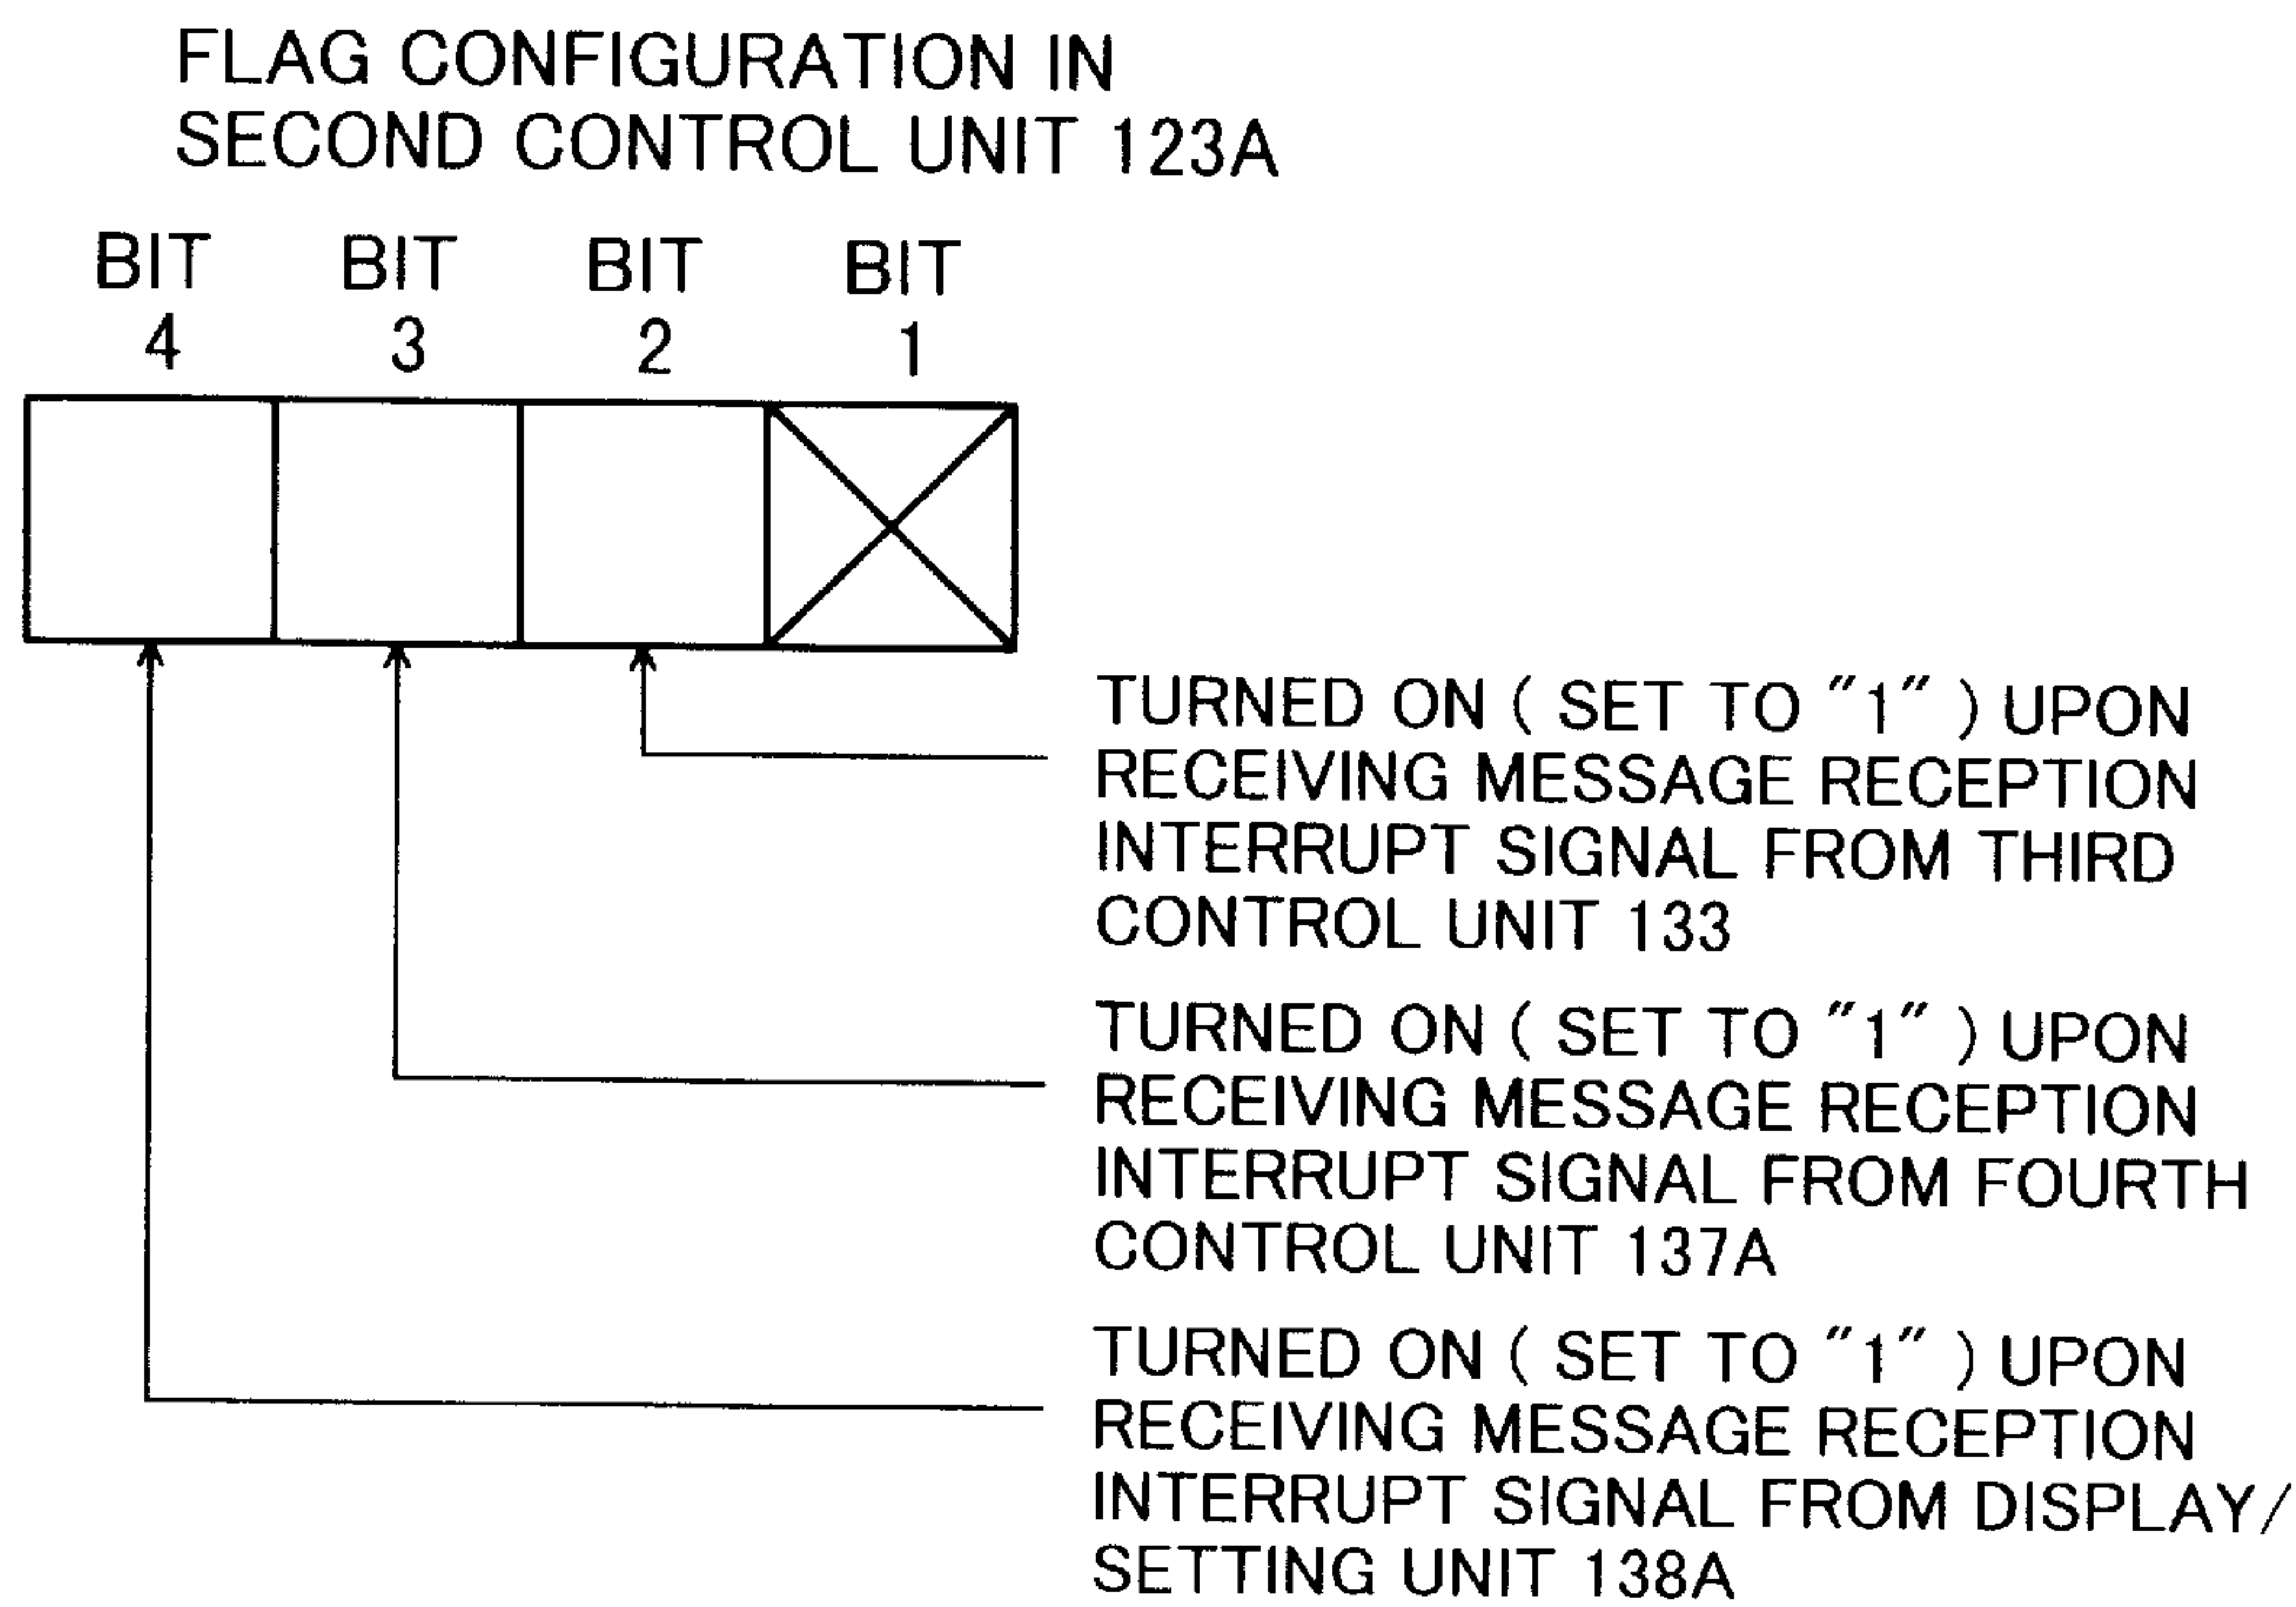 FLAG CONFIGURATION IN
SECOND CONTROL UNIT 123A
BIT BIT BIT BIT
4 3 2 1
TURNED ON ( SET TO "1" ) UPON
RECEIVING MESSAGE RECEPTION
INTERRUPT SIGNAL FROM THIRD
CONTROL UNIT 133
TURNED ON ( SET TO "1" ) UPON
RECEIVING MESSAGE RECEPTION
INTERRUPT SIGNAL FROM FOURTH
CONTROL UNIT 137A
TURNED ON ( SET TO "1" ) UPON
RECEIVING MESSAGE RECEPTION
INTERRUPT SIGNAL FROM DISPLAY/
SETTING UNIT 138A